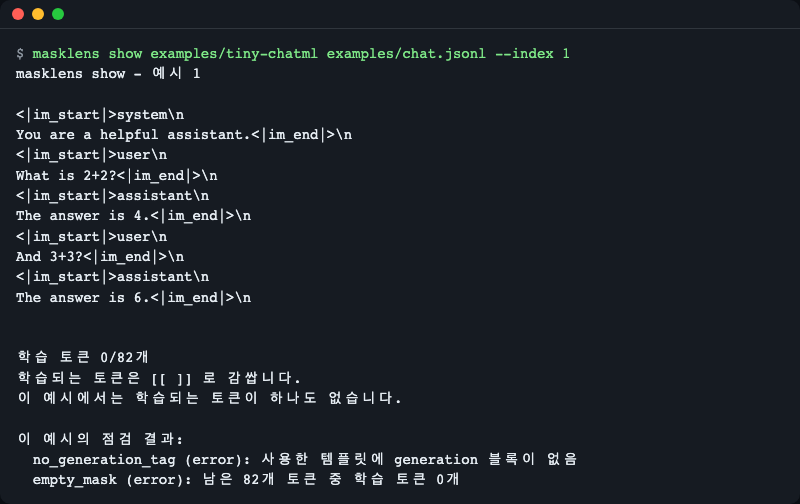 $ masklens show examples/tiny-chatml examples/chat.jsonl --index 1
masklens show - 예시 1
<|im_start|>system\n
You are a helpful assistant.<|im_end|>\n
<|im_start|>user\n
What is 2+2?<|im_end|>\n
<|im_start|>assistant\n
The answer is 4.<|im_end|>\n
<|im_start|>user\n
And 3+3?<|im_end|>\n
<|im_start|>assistant\n
The answer is 6.<|im_end|>\n
학습 토큰 0/82개
학습되는 토큰은 [[ ]] 로 감쌉니다.
이 예시에서는 학습되는 토큰이 하나도 없습니다.
이 예시의 점검 결과:
no_generation_tag (error): 사용한 템플릿에 generation 블록이 없음
empty_mask (error): 남은 82개 토큰 중 학습 토큰 0개